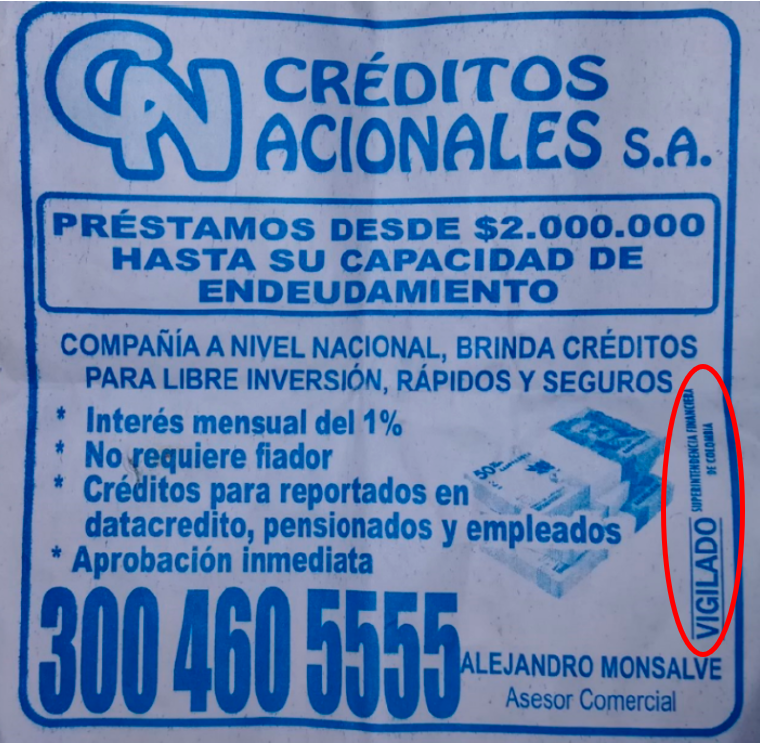 CN CRÉDITOS
NACIONALES S.A.
PRÉSTAMOS DESDE $2.000.000
HASTA SU CAPACIDAD DE
ENDEUDAMIENTO
COMPAÑÍA A NIVEL NACIONAL, BRINDA CRÉDITOS
PARA LIBRE INVERSIÓN, RÁPIDOS Y SEGUROS
* Interés mensual del 1%
* No requiere fiador
* Créditos para reportados en
datacredito, pensionados y empleados
* Aprobación inmediata
300 460 5555
ALEJANDRO MONSALVE
Asesor Comercial
VIGILADO SUPERINTENDENCIA FINANCIERA
DE COLOMBIA
50